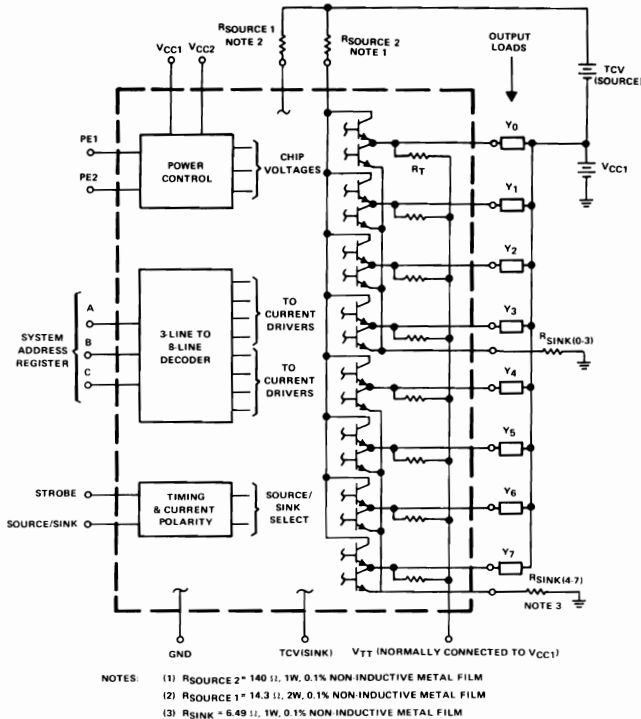 RSOURCE 1
NOTE 2
RSOURCE 2
NOTE 1
OUTPUT
LOADS
VCC1
VCC2
TCV
(SOURCE)
PE1
PE2
POWER
CONTROL
CHIP
VOLTAGES
RT
Y0
VCC1
Y1
Y2
A
B
C
SYSTEM
ADDRESS
REGISTER
3-LINE TO
8-LINE
DECODER
TO
CURRENT
DRIVERS
TO
CURRENT
DRIVERS
Y3
RSINK(0-3)
Y4
Y5
STROBE
SOURCE/SINK
TIMING
& CURRENT
POLARITY
SOURCE/
SINK
SELECT
Y6
Y7
RSINK(4-7)
NOTE 3
GND
TCV(SINK)
VTT (NORMALLY CONNECTED TO VCC1)
NOTES: (1) RSOURCE 2 = 140 Ω, 1W, 0.1% NON-INDUCTIVE METAL FILM
(2) RSOURCE 1 = 14.3 Ω, 2W, 0.1% NON-INDUCTIVE METAL FILM
(3) RSINK = 6.49 Ω, 1W, 0.1% NON-INDUCTIVE METAL FILM